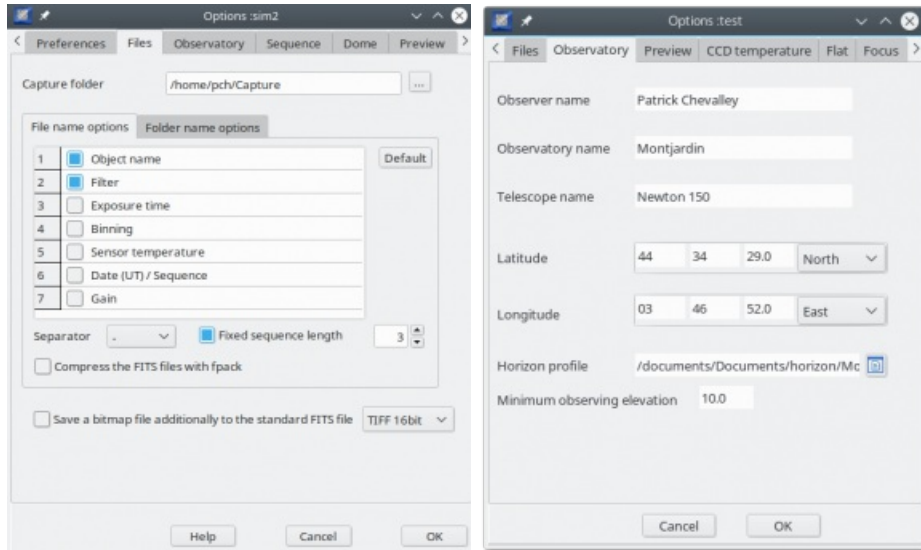 Options :sim2
Preferences Files Observatory Sequence Dome Preview
Capture folder /home/pch/Capture ...
File name options Folder name options
1 Object name Default
2 Filter
3 Exposure time
4 Binning
5 Sensor temperature
6 Date (UT) / Sequence
7 Gain
Separator . Fixed sequence length 3
Compress the FITS files with fpack
Save a bitmap file additionally to the standard FITS file TIFF 16bit
Help Cancel OK
Options :test
Files Observatory Preview CCD temperature Flat Focus
Observer name Patrick Chevalley
Observatory name Montjardin
Telescope name Newton 150
Latitude 44 34 29.0 North
Longitude 03 46 52.0 East
Horizon profile /documents/Documents/horizon/Mc
Minimum observing elevation 10.0
Cancel OK